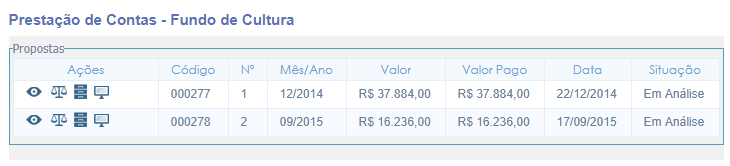 Prestação de Contas - Fundo de Cultura
Propostas
Ações Código Nº Mês/Ano Valor Valor Pago Data Situação
000277 1 12/2014 R$ 37.884,00 R$ 37.884,00 22/12/2014 Em Análise
000278 2 09/2015 R$ 16.236,00 R$ 16.236,00 17/09/2015 Em Análise